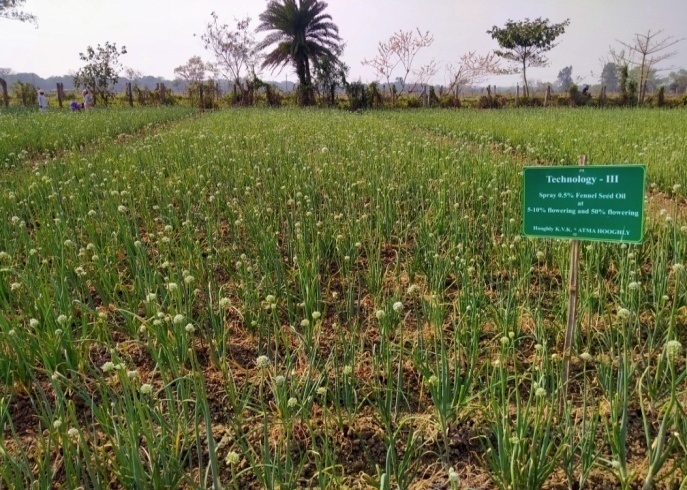 Technology - III
Spray 0.5% Fennel Seed Oil
at
5-10% flowering and 50% flowering
Hooghly K.V.K. * ATMA HOOGHLY